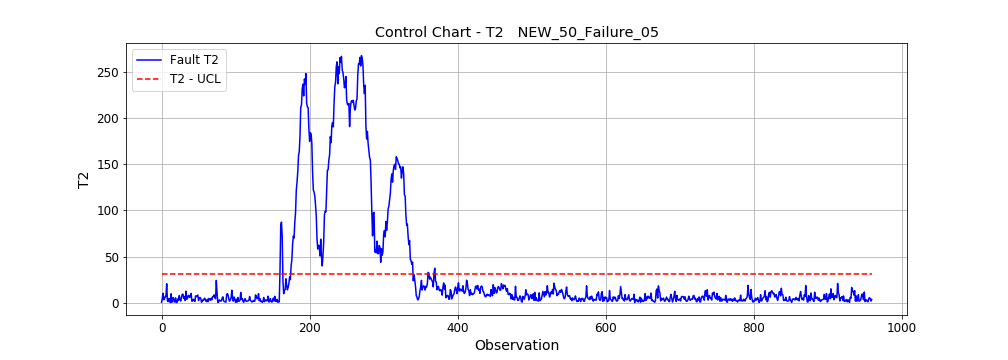 Control Chart - T2   NEW_50_Failure_05
Fault T2
T2 - UCL
T2
250
200
150
100
50
0
0 200 400 600 800 1000
Observation